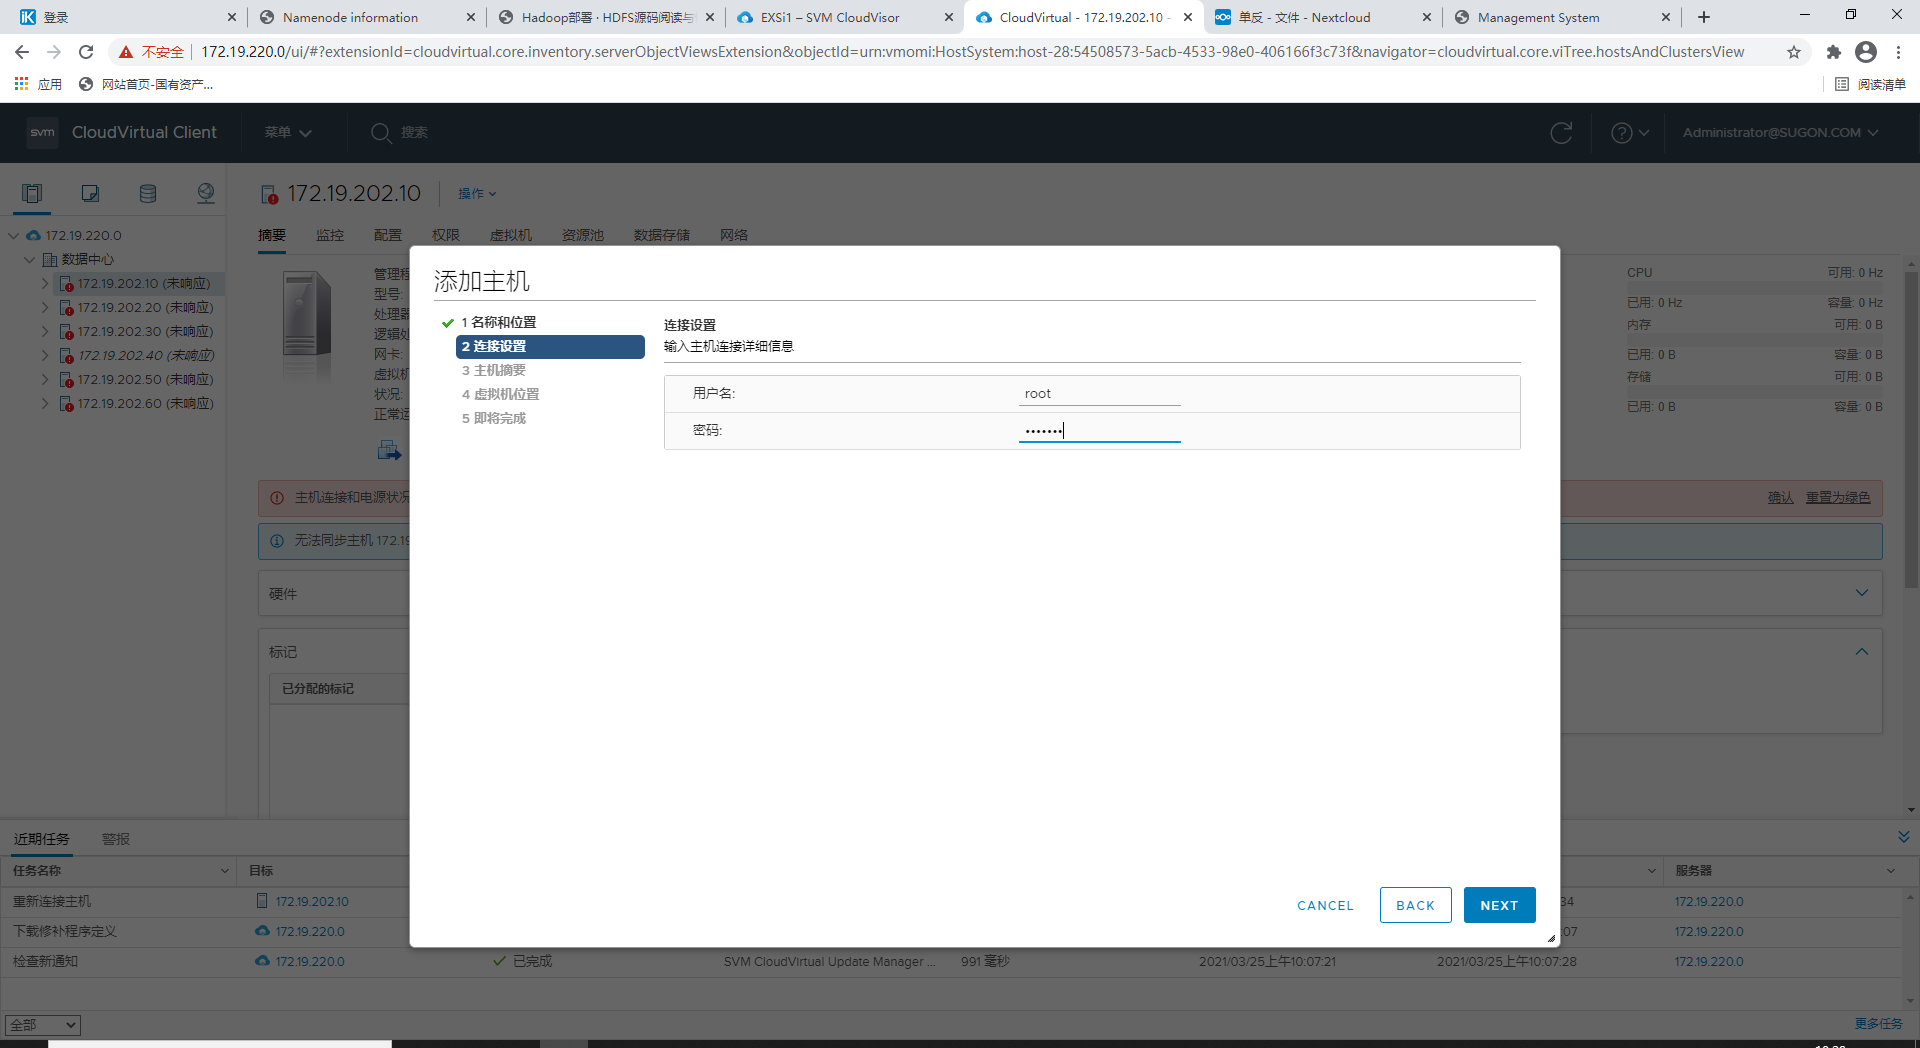 登录
Namenode information
Hadoop部署 · HDFS源码阅读与
EXSi1 – SVM CloudVisor
CloudVirtual - 172.19.202.10 -
单反 - 文件 - Nextcloud
Management System
不安全
172.19.220.0/ui/#?extensionId=cloudvirtual.core.inventory.serverObjectViewsExtension&objectId=urn:vmomi:HostSystem:host-28:54508573-5acb-4533-98e0-406166f3c73f&navigator=cloudvirtual.core.viTree.hostsAndClustersView
应用
网站首页-国有资产...
阅读清单
svm
CloudVirtual Client
菜单
搜索
Administrator@SUGON.COM
172.19.202.10
操作
摘要
监控
配置
权限
虚拟机
资源池
数据存储
网络
172.19.220.0
数据中心
172.19.202.10 (未响应)
172.19.202.20 (未响应)
172.19.202.30 (未响应)
172.19.202.40 (未响应)
172.19.202.50 (未响应)
172.19.202.60 (未响应)
管理程
型号:
处理器
逻辑处
网卡:
虚拟机
状况:
正常运
CPU
可用: 0 Hz
已用: 0 Hz
容量: 0 Hz
内存
可用: 0 B
已用: 0 B
容量: 0 B
存储
可用: 0 B
已用: 0 B
容量: 0 B
添加主机
1 名称和位置
2 连接设置
3 主机摘要
4 虚拟机位置
5 即将完成
连接设置
输入主机连接详细信息
用户名:
root
密码:
•••••••
CANCEL
BACK
NEXT
主机连接和电源状况
确认
重置为绿色
无法同步主机 172.19
硬件
标记
已分配的标记
近期任务
警报
任务名称
目标
服务器
重新连接主机
172.19.202.10
34
172.19.220.0
下载修补程序定义
172.19.220.0
:07
172.19.220.0
检查新通知
172.19.220.0
已完成
SVM CloudVirtual Update Manager ...
991 毫秒
2021/03/25上午10:07:21
2021/03/25上午10:07:28
172.19.220.0
全部
更多任务